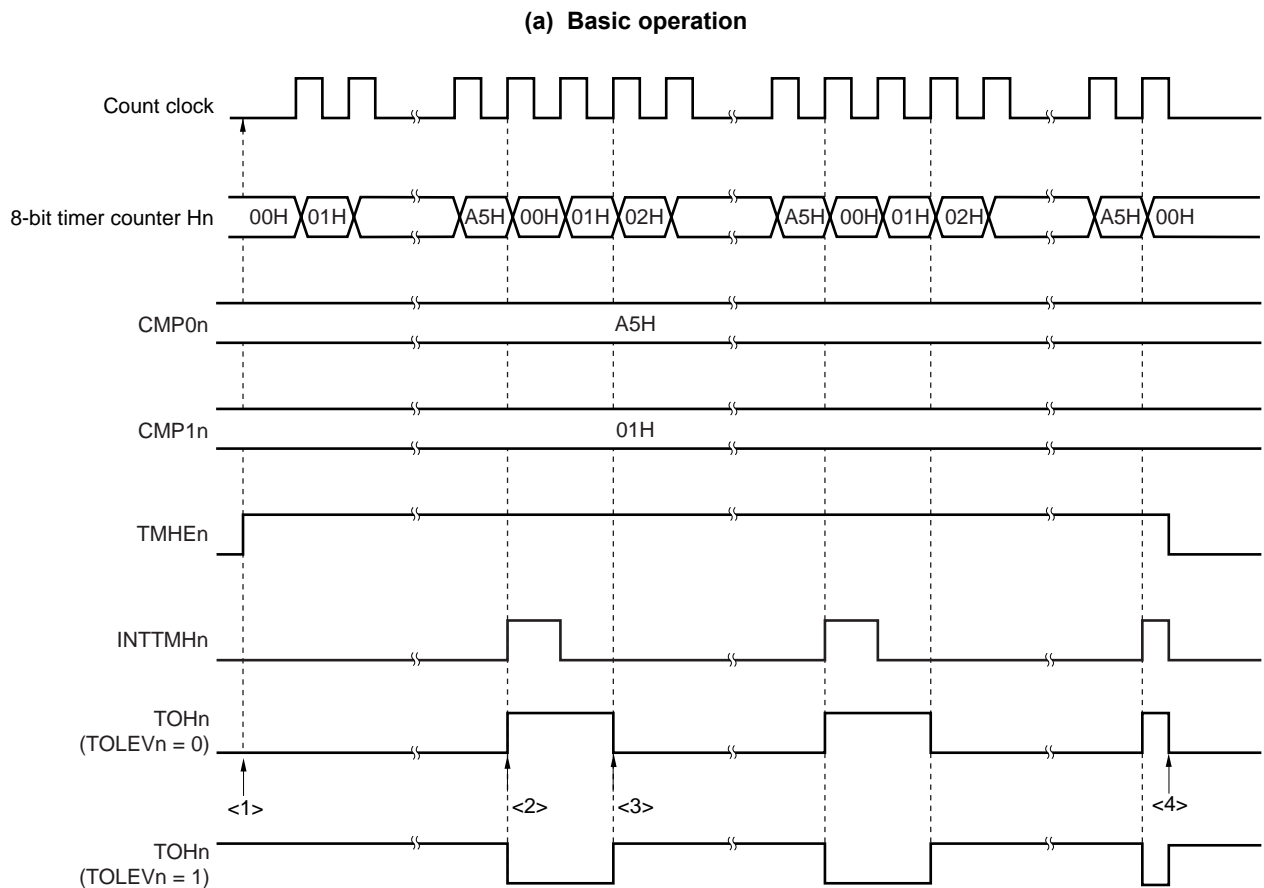 (a) Basic operation
Count clock
8-bit timer counter Hn
00H 01H A5H 00H 01H 02H A5H 00H 01H 02H A5H 00H
CMP0n
A5H
CMP1n
01H
TMHEn
INTTMHn
TOHn
(TOLEVn = 0)
<1> <2> <3> <4>
TOHn
(TOLEVn = 1)